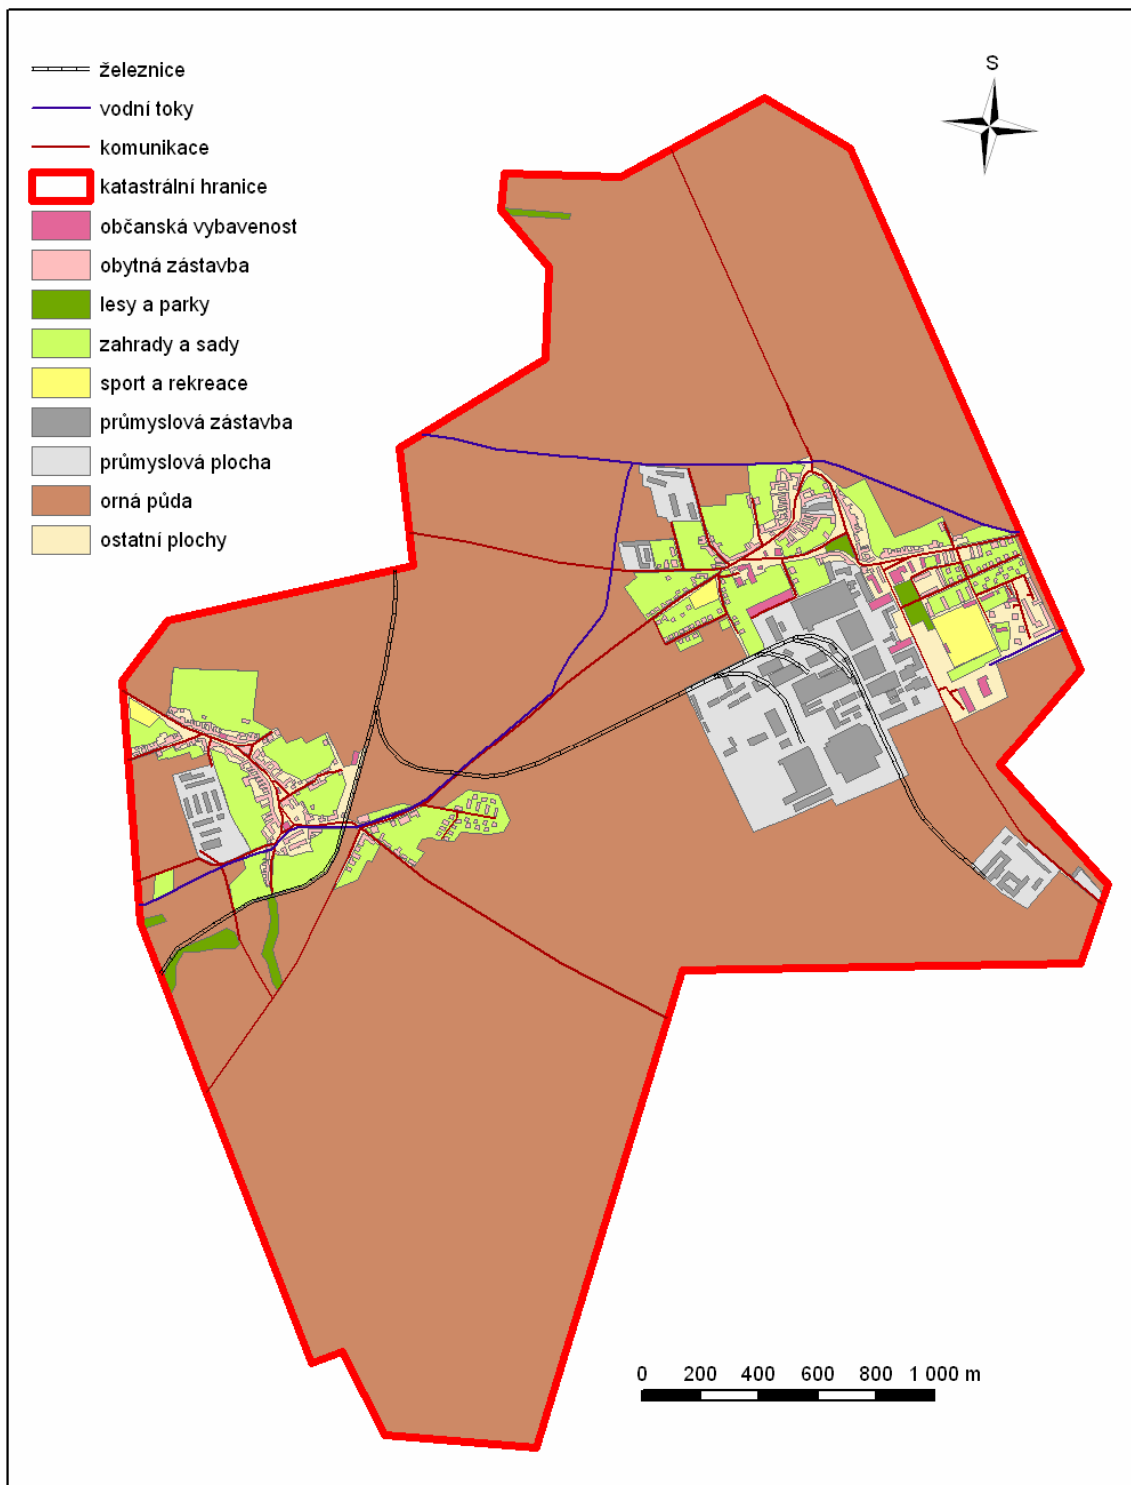 S
železnice
vodní toky
komunikace
katastrální hranice
občanská vybavenost
obytná zástavba
lesy a parky
zahrady a sady
sport a rekreace
průmyslová zástavba
průmyslová plocha
orná půda
ostatní plochy
0 200 400 600 800 1 000 m